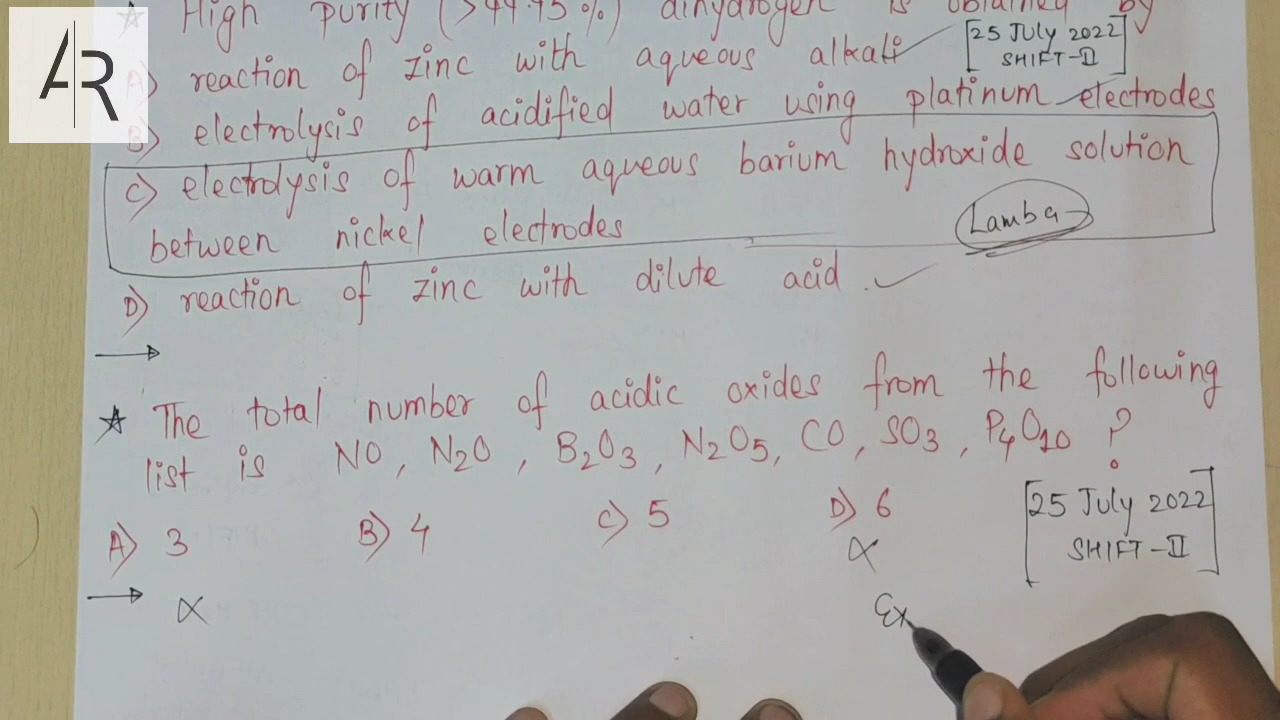 AR
☆ High purity (>99.95%) dihydrogen is obtained by
A) reaction of zinc with aqueous alkali
[25 July 2022
SHIFT-II]
B) electrolysis of acidified water using platinum electrodes
C) electrolysis of warm aqueous barium hydroxide solution
between nickel electrodes
D) reaction of zinc with dilute acid.
☆ The total number of acidic oxides from the following
list is NO, N2O, B2O3, N2O5, CO, SO3, P4O10 ?
A) 3 B) 4 C) 5 D) 6
[25 July 2022
SHIFT-II]
Ex